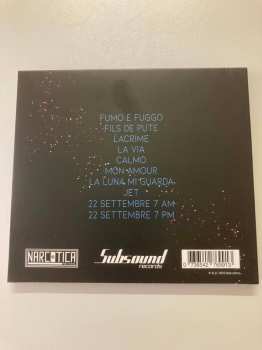 FUMO E FUGGO
FILS DE PUTE
LACRIME
LA VIA
CALMO
MON AMOUR
LA LUNA MI GUARDA
JET
22 SETTEMBRE 7 AM
22 SETTEMBRE 7 PM
NARCOTICA
Subsound
records